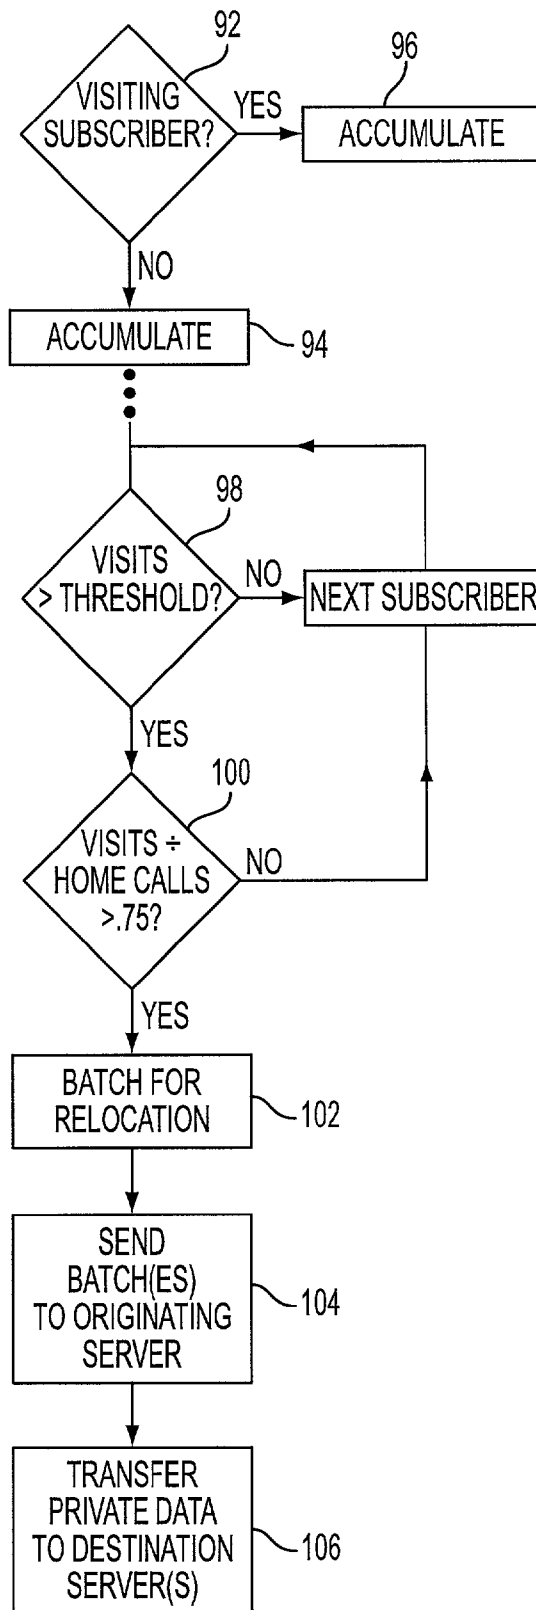 92
VISITING
SUBSCRIBER?
YES
96
ACCUMULATE
NO
ACCUMULATE
94
98
VISITS
> THRESHOLD?
NO
NEXT SUBSCRIBER
YES
100
VISITS ÷
HOME CALLS
>.75?
NO
YES
BATCH FOR
RELOCATION
102
SEND
BATCH(ES)
TO ORIGINATING
SERVER
104
TRANSFER
PRIVATE DATA
TO DESTINATION
SERVER(S)
106